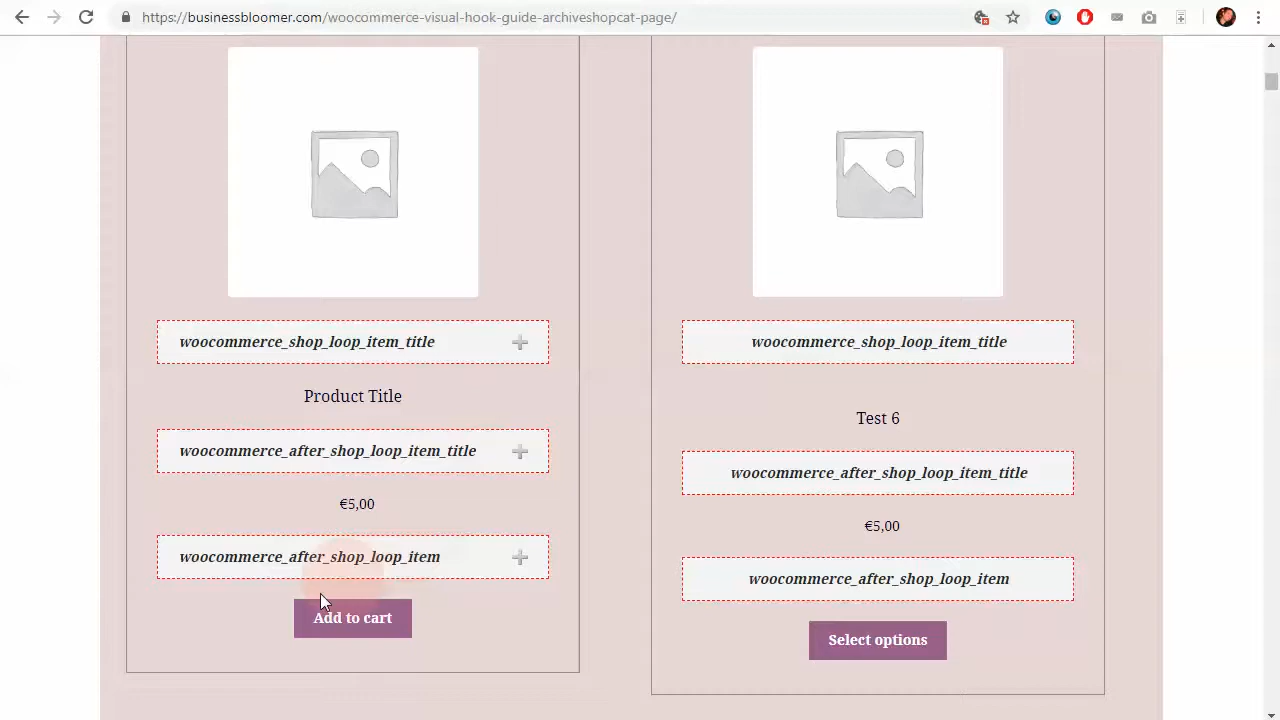 https://businessbloomer.com/woocommerce-visual-hook-guide-archiveshopcat-page/
woocommerce_shop_loop_item_title
Product Title
woocommerce_after_shop_loop_item_title
€5,00
woocommerce_after_shop_loop_item
Add to cart
woocommerce_shop_loop_item_title
Test 6
woocommerce_after_shop_loop_item_title
€5,00
woocommerce_after_shop_loop_item
Select options